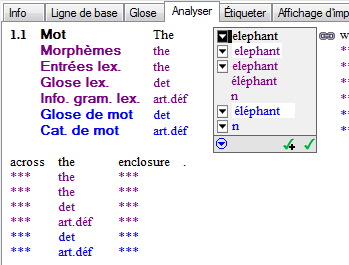 Info Ligne de base Glose Analyser Étiqueter Affichage d'imp
1.1 Mot The elephant w
Morphèmes the elephant **
Entrées lex. the elephant **
Glose lex. det éléphant **
Info. gram. lex. art.déf n **
Glose de mot det éléphant **
Cat. de mot art.déf n **
across the enclosure .
*** the ***
*** the ***
*** det ***
*** art.déf ***
*** det ***
*** art.déf ***